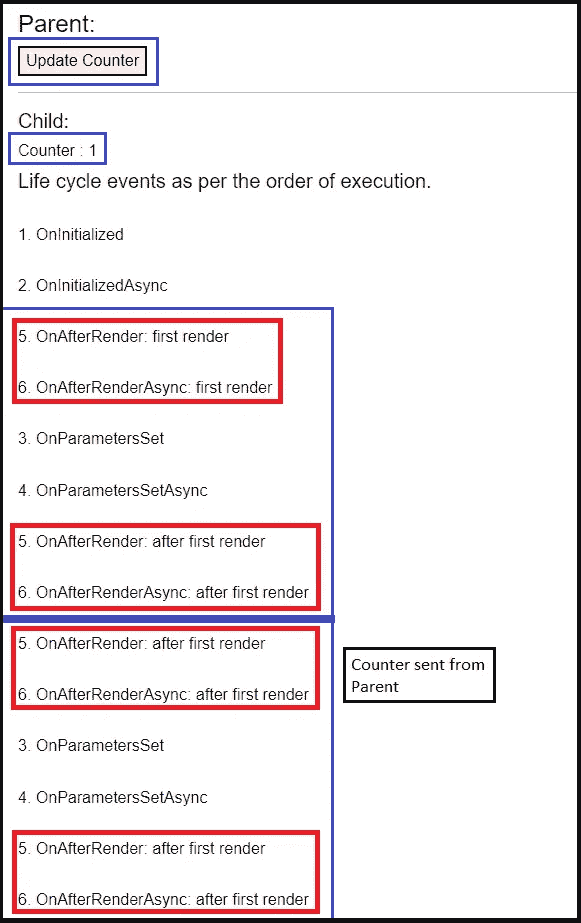 Parent:
Update Counter
Child:
Counter : 1
Life cycle events as per the order of execution.
1. OnInitialized
2. OnInitializedAsync
5. OnAfterRender: first render
6. OnAfterRenderAsync: first render
3. OnParametersSet
4. OnParametersSetAsync
5. OnAfterRender: after first render
6. OnAfterRenderAsync: after first render
5. OnAfterRender: after first render
6. OnAfterRenderAsync: after first render
Counter sent from
Parent
3. OnParametersSet
4. OnParametersSetAsync
5. OnAfterRender: after first render
6. OnAfterRenderAsync: after first render